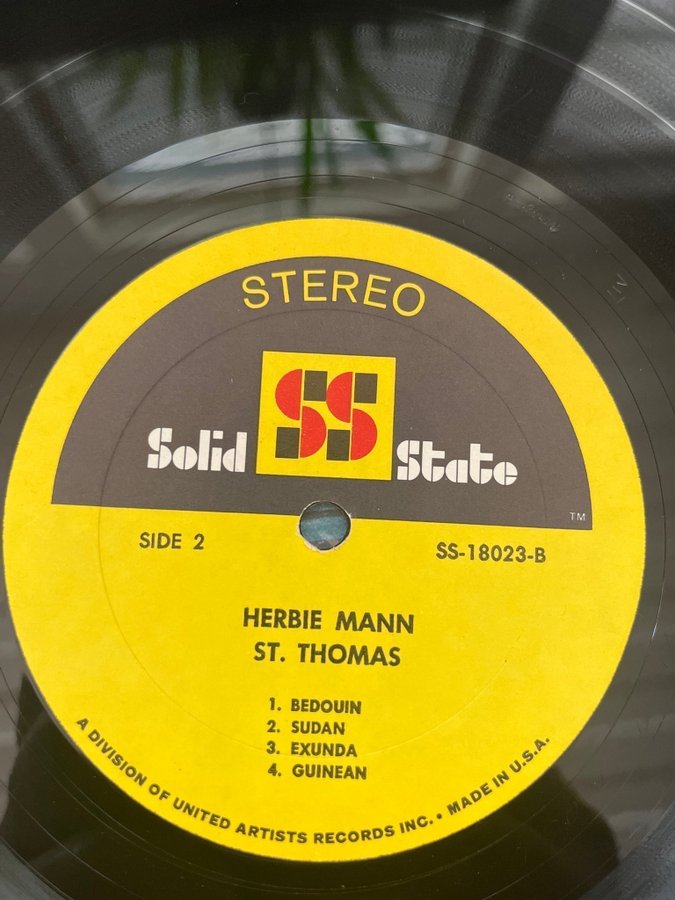 STEREO
SS
Solid State
TM
SIDE 2
SS-18023-B
HERBIE MANN
ST. THOMAS
1. BEDOUIN
2. SUDAN
3. EXUNDA
4. GUINEAN
A DIVISION OF UNITED ARTISTS RECORDS INC. • MADE IN U.S.A.